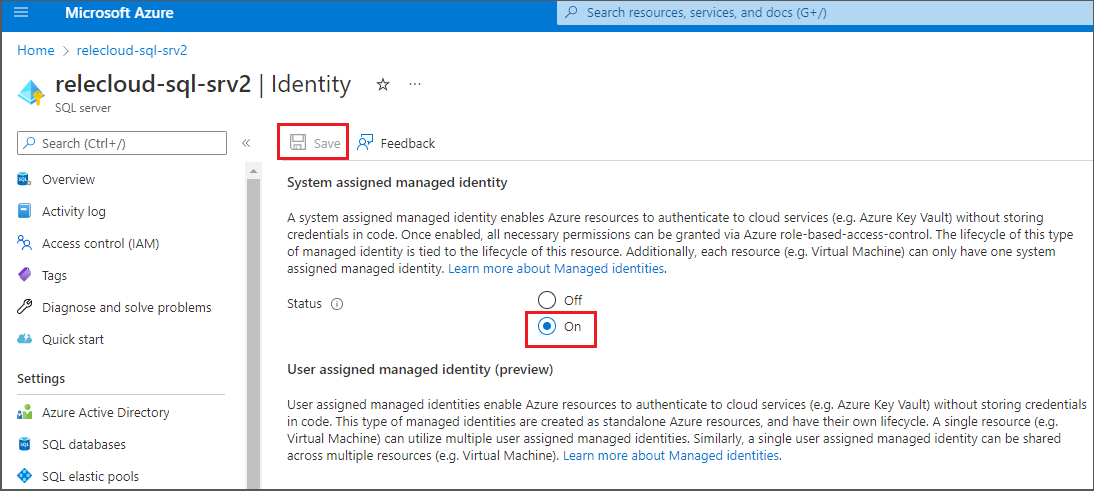 Microsoft Azure
Search resources, services, and docs (G+/)
Home > relecloud-sql-srv2
relecloud-sql-srv2 | Identity
SQL server
Search (Ctrl+/)
Save
Feedback
Overview
Activity log
Access control (IAM)
Tags
Diagnose and solve problems
Quick start
Settings
Azure Active Directory
SQL databases
SQL elastic pools
System assigned managed identity
A system assigned managed identity enables Azure resources to authenticate to cloud services (e.g. Azure Key Vault) without storing
credentials in code. Once enabled, all necessary permissions can be granted via Azure role-based-access-control. The lifecycle of this type
of managed identity is tied to the lifecycle of this resource. Additionally, each resource (e.g. Virtual Machine) can only have one system
assigned managed identity. Learn more about Managed identities.
Status
Off
On
User assigned managed identity (preview)
User assigned managed identities enable Azure resources to authenticate to cloud services (e.g. Azure Key Vault) without storing credentials
in code. This type of managed identities are created as standalone Azure resources, and have their own lifecycle. A single resource (e.g.
Virtual Machine) can utilize multiple user assigned managed identities. Similarly, a single user assigned managed identity can be shared
across multiple resources (e.g. Virtual Machine). Learn more about Managed identities.